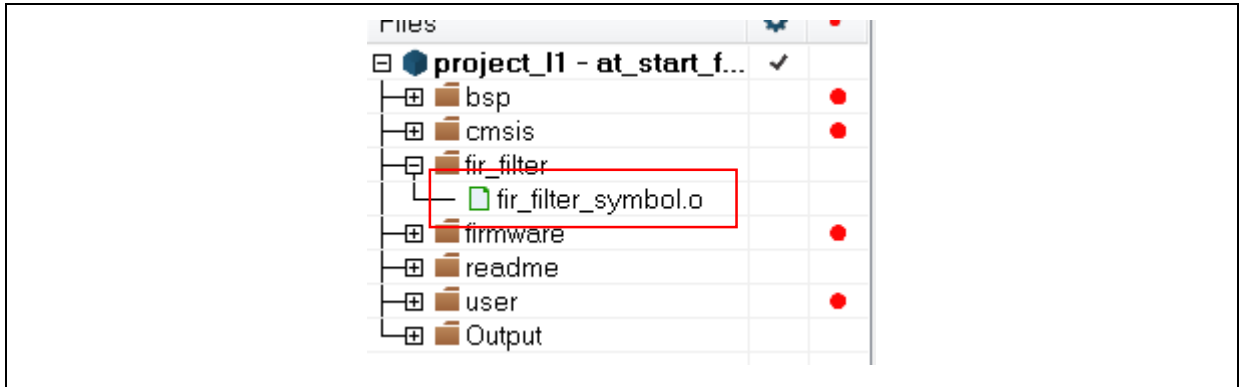 Files
project_l1 - at_start_f...
bsp
cmsis
fir_filter
fir_filter_symbol.o
firmware
readme
user
Output